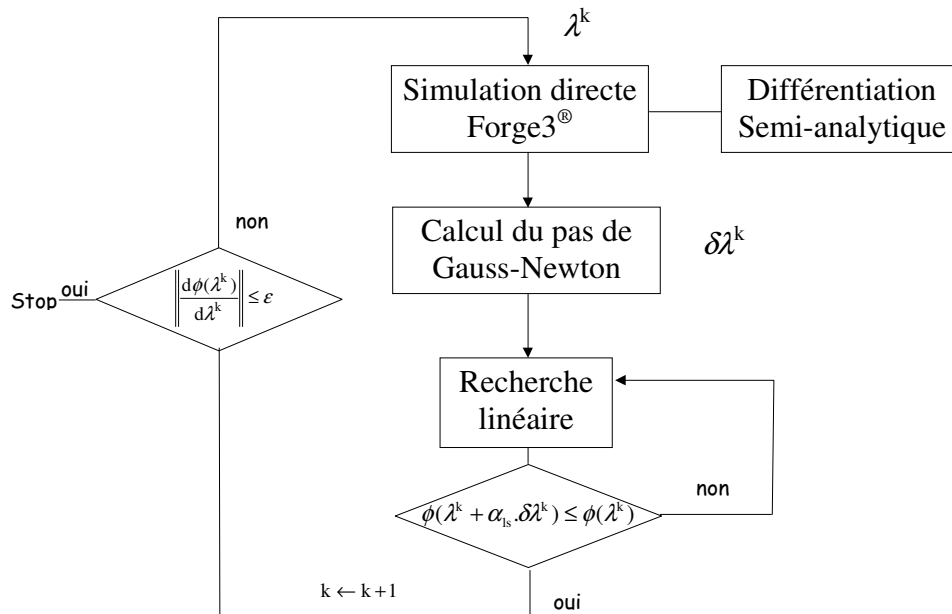 λᵏ
Simulation directe
Forge3®
Différentiation
Semi-analytique
Calcul du pas de
Gauss-Newton
δλᵏ
non
Stop
oui
‖dϕ(λᵏ)/dλᵏ‖ ≤ ε
Recherche
linéaire
non
ϕ(λᵏ + α_ls.δλᵏ) ≤ ϕ(λᵏ)
k ← k+1
oui